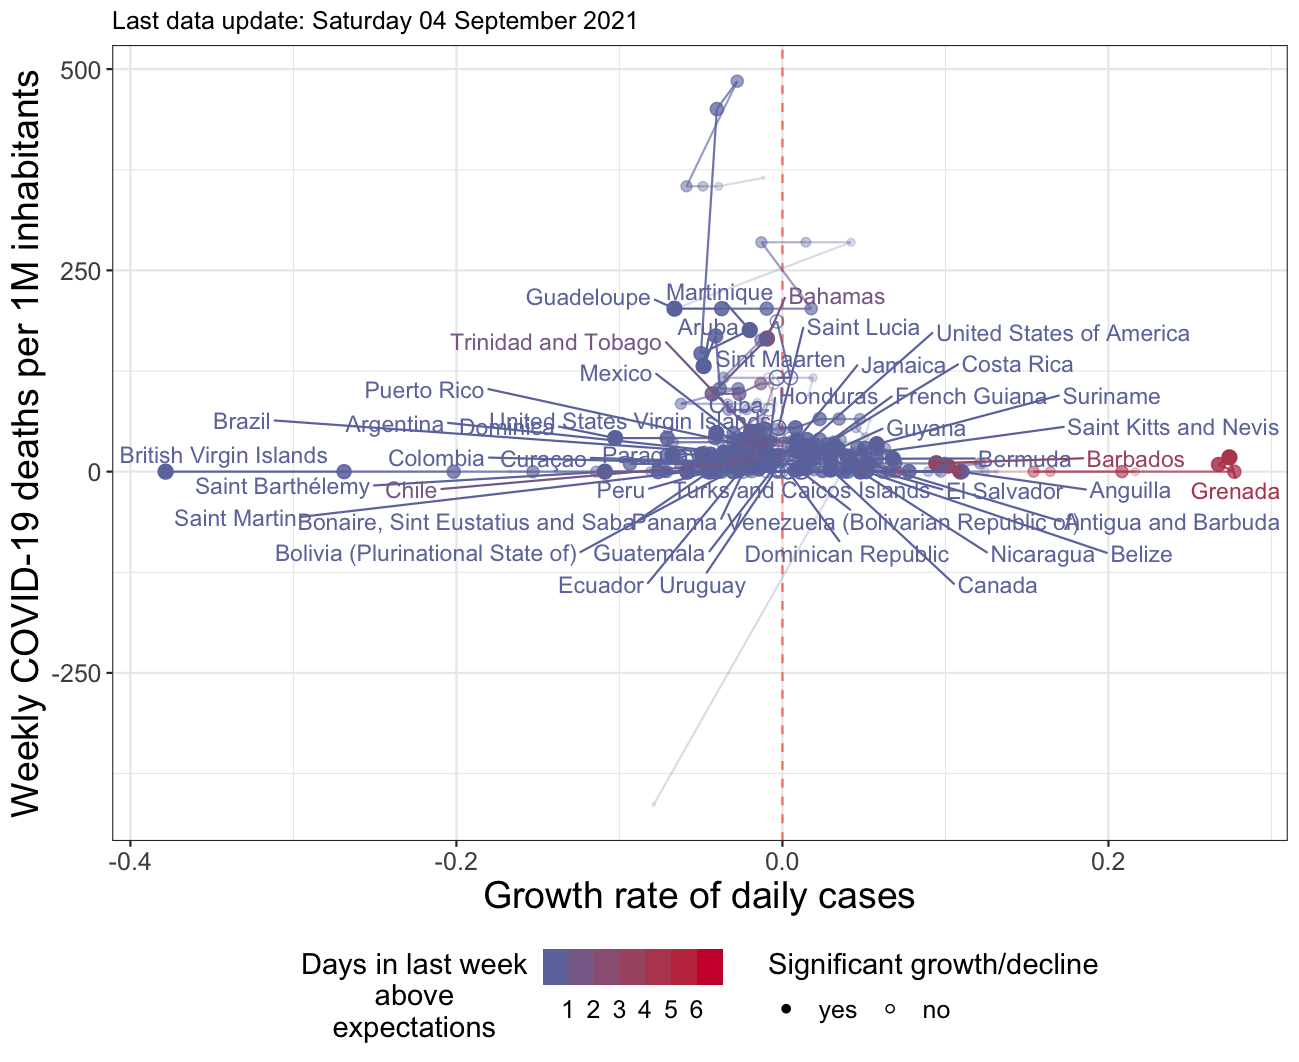 Last data update: Saturday 04 September 2021
Weekly COVID-19 deaths per 1M inhabitants
500
250
0
-250
Guadeloupe
Martinique
Bahamas
Trinidad and Tobago
Aruba
Saint Lucia
United States of America
Mexico
Sint Maarten
Jamaica
Costa Rica
Puerto Rico
Cuba
Honduras
French Guiana
Suriname
Brazil
Argentina
Dominica
United States Virgin Islands
Guyana
Saint Kitts and Nevis
British Virgin Islands
Colombia
Curaçao
Paraguay
Bermuda
Barbados
Saint Barthélemy
Chile
Peru
Turks and Caicos Islands
El Salvador
Anguilla
Grenada
Saint Martin
Bonaire, Sint Eustatius and Saba
Panama
Venezuela (Bolivarian Republic of)
Antigua and Barbuda
Bolivia (Plurinational State of)
Guatemala
Dominican Republic
Nicaragua
Belize
Ecuador
Uruguay
Canada
-0.4
-0.2
0.0
0.2
Growth rate of daily cases
Days in last week
above
expectations
1 2 3 4 5 6
Significant growth/decline
yes
no